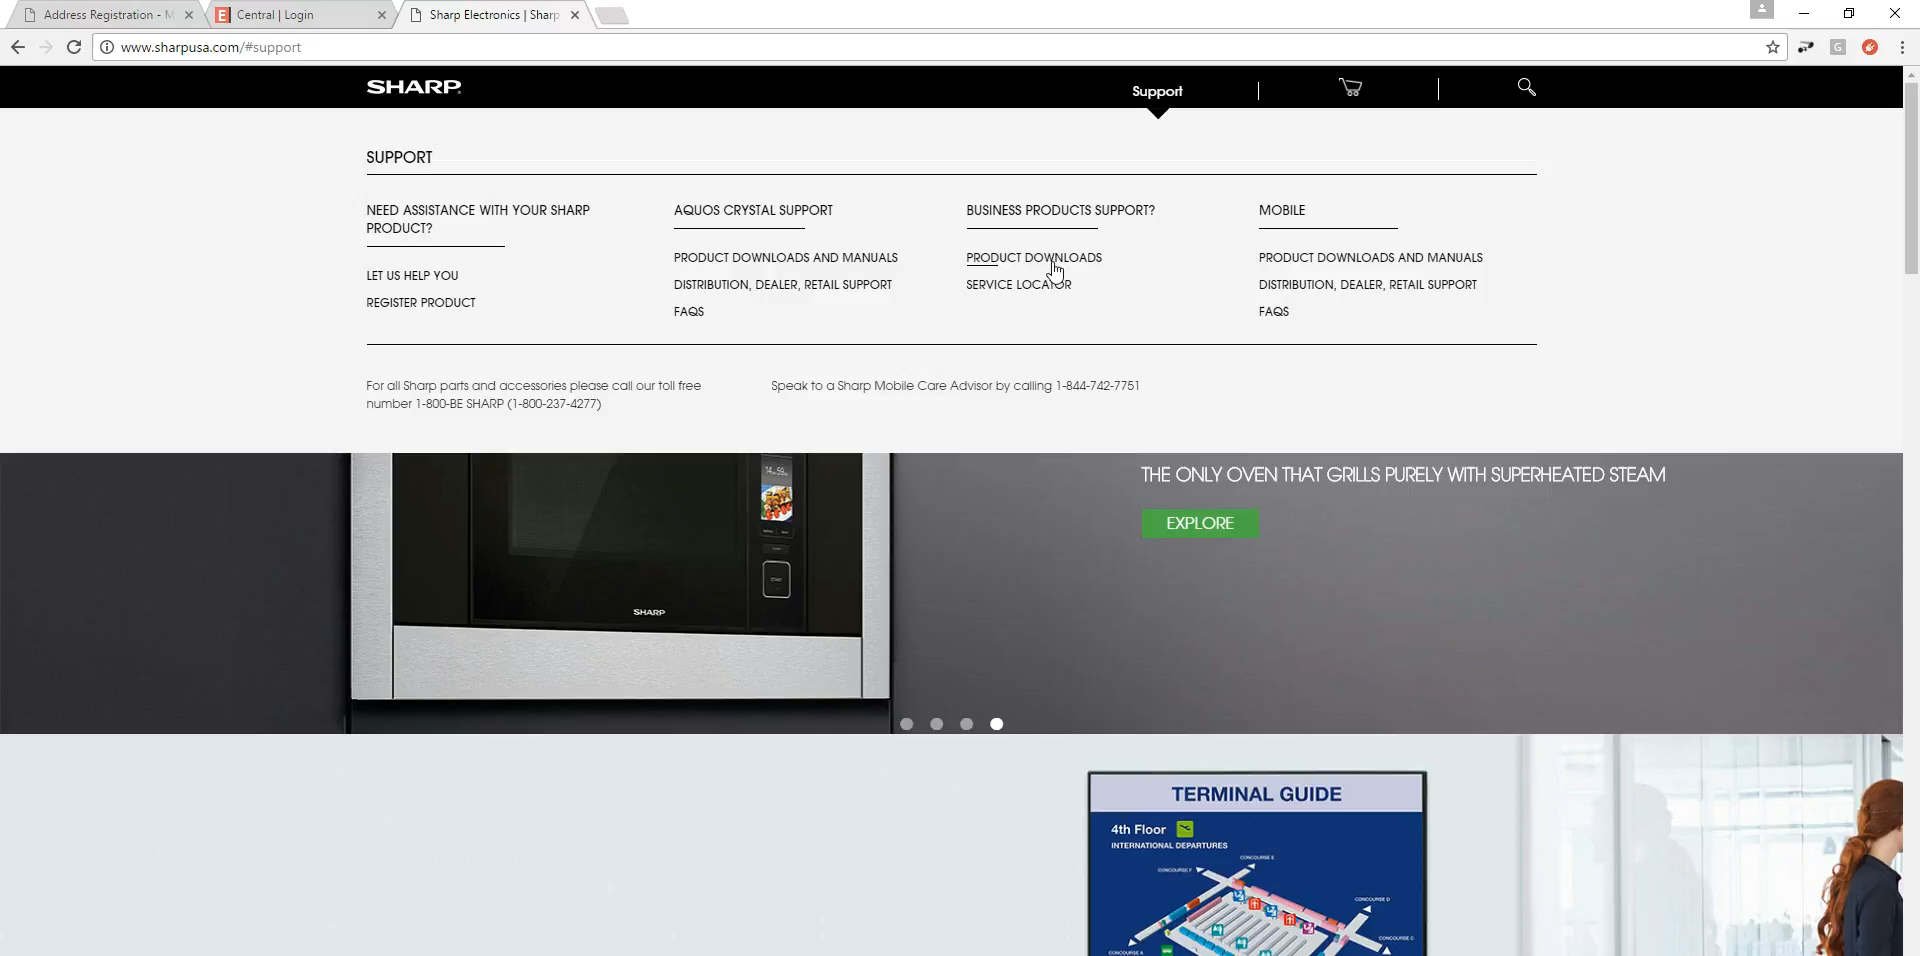 Address Registration - M
Central | Login
Sharp Electronics | Sharp
www.sharpusa.com/#support
SHARP
Support
SUPPORT
NEED ASSISTANCE WITH YOUR SHARP
PRODUCT?
LET US HELP YOU
REGISTER PRODUCT
AQUOS CRYSTAL SUPPORT
PRODUCT DOWNLOADS AND MANUALS
DISTRIBUTION, DEALER, RETAIL SUPPORT
FAQS
BUSINESS PRODUCTS SUPPORT?
PRODUCT DOWNLOADS
SERVICE LOCATOR
MOBILE
PRODUCT DOWNLOADS AND MANUALS
DISTRIBUTION, DEALER, RETAIL SUPPORT
FAQS
For all Sharp parts and accessories please call our toll free
number 1-800-BE SHARP (1-800-237-4277)
Speak to a Sharp Mobile Care Advisor by calling 1-844-742-7751
THE ONLY OVEN THAT GRILLS PURELY WITH SUPERHEATED STEAM
EXPLORE
SHARP
TERMINAL GUIDE
4th Floor
INTERNATIONAL DEPARTURES
CONCOURSE E
CONCOURSE F
CONCOURSE D
CONCOURSE C
CONCOURSE A